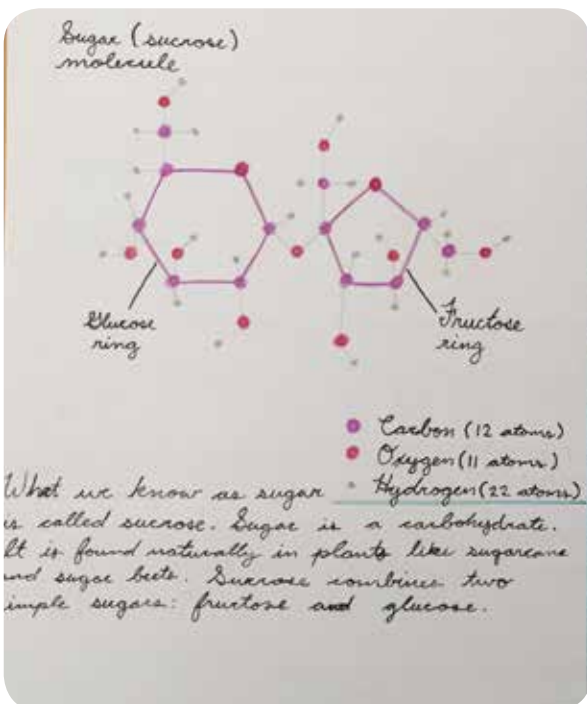 Sugar (sucrose)
molecule
Glucose
ring
Fructose
ring
Carbon (12 atoms)
Oxygen (11 atoms)
Hydrogen (22 atoms)
What we know as sugar
is called sucrose. Sugar is a carbohydrate.
It is found naturally in plants like sugarcane
and sugar beets. Sucrose combines two
simple sugars: fructose and glucose.